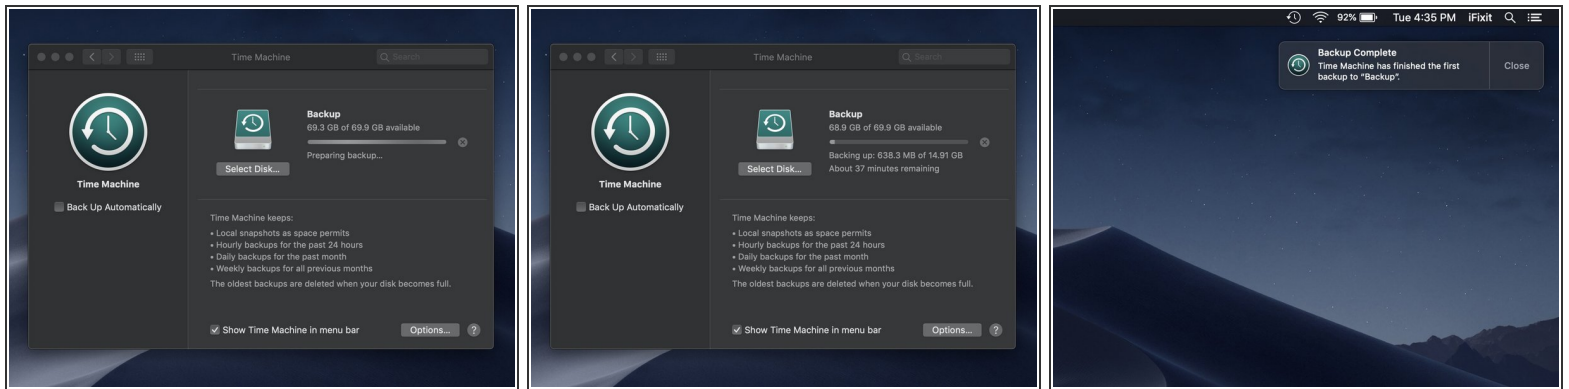 Time Machine
Search
Time Machine
Back Up Automatically
Select Disk...
Backup
69.3 GB of 69.9 GB available
Preparing backup...
Time Machine keeps:
• Local snapshots as space permits
• Hourly backups for the past 24 hours
• Daily backups for the past month
• Weekly backups for all previous months
The oldest backups are deleted when your disk becomes full.
Show Time Machine in menu bar
Options...
?
Time Machine
Search
Time Machine
Back Up Automatically
Select Disk...
Backup
68.9 GB of 69.9 GB available
Backing up: 638.3 MB of 14.91 GB
About 37 minutes remaining
Time Machine keeps:
• Local snapshots as space permits
• Hourly backups for the past 24 hours
• Daily backups for the past month
• Weekly backups for all previous months
The oldest backups are deleted when your disk becomes full.
Show Time Machine in menu bar
Options...
?
92% Tue 4:35 PM iFixit
Backup Complete
Time Machine has finished the first
backup to “Backup”.
Close